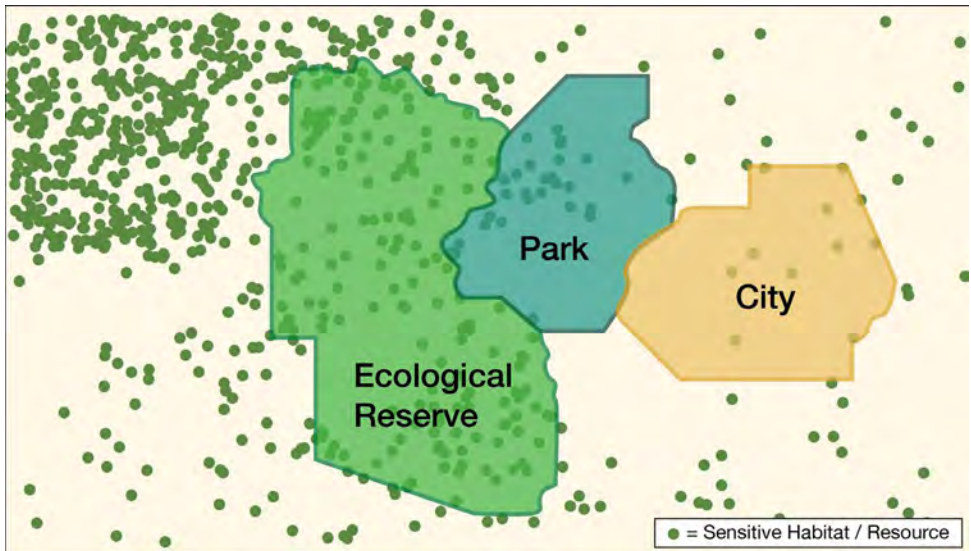 Park
City
Ecological
Reserve
= Sensitive Habitat / Resource